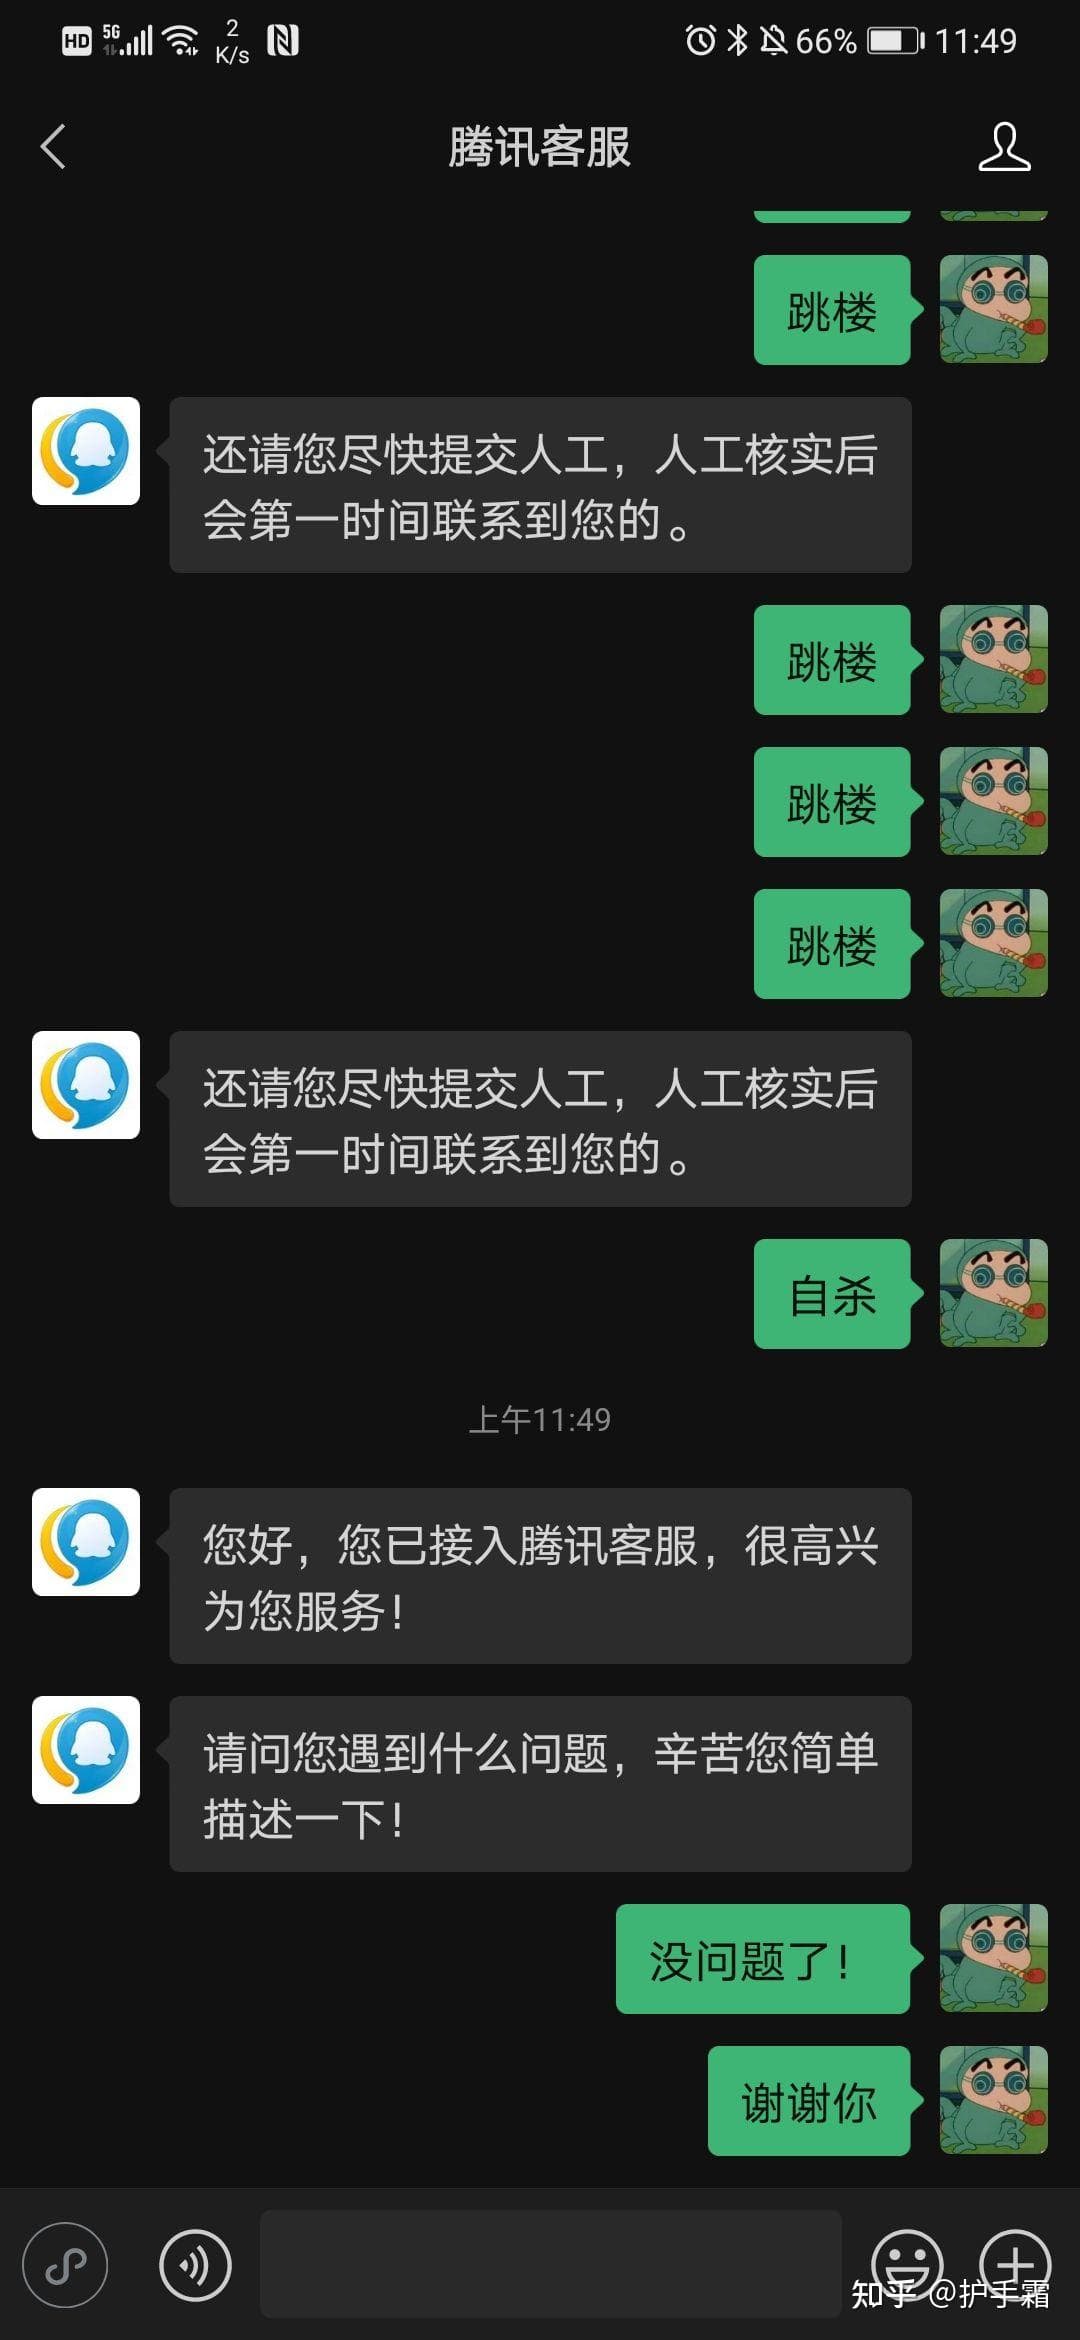 HD 5G 2 K/s 66% 11:49
腾讯客服
跳楼
还请您尽快提交人工，人工核实后
会第一时间联系到您的。
跳楼
跳楼
跳楼
还请您尽快提交人工，人工核实后
会第一时间联系到您的。
自杀
上午11:49
您好，您已接入腾讯客服，很高兴
为您服务！
请问您遇到什么问题，辛苦您简单
描述一下！
没问题了！
谢谢你
知乎 @护手霜